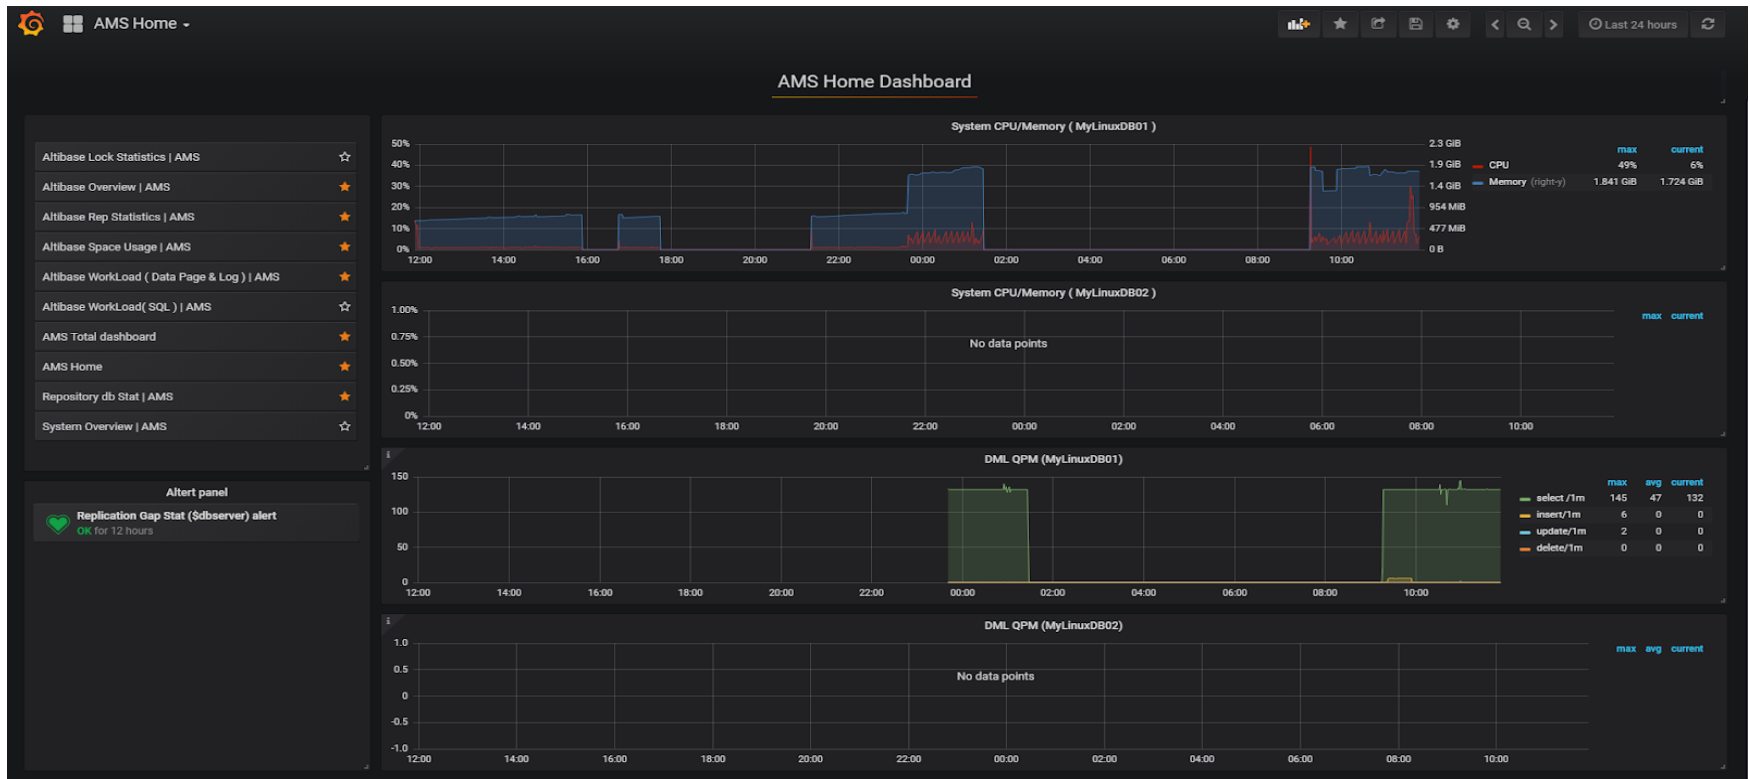 AMS Home
Last 24 hours
AMS Home Dashboard
Altibase Lock Statistics | AMS
Altibase Overview | AMS
Altibase Rep Statistics | AMS
Altibase Space Usage | AMS
Altibase WorkLoad ( Data Page & Log ) | AMS
Altibase WorkLoad( SQL ) | AMS
AMS Total dashboard
AMS Home
Repository db Stat | AMS
System Overview | AMS
Altert panel
Replication Gap Stat ($dbserver) alert
OK for 12 hours
System CPU/Memory ( MyLinuxDB01 )
50%
40%
30%
20%
10%
0%
2.3 GiB
1.9 GiB
1.4 GiB
954 MiB
477 MiB
0 B
12:00 14:00 16:00 18:00 20:00 22:00 00:00 02:00 04:00 06:00 08:00 10:00
max current
CPU 49% 6%
Memory (right-y) 1.841 GiB 1.724 GiB
System CPU/Memory ( MyLinuxDB02 )
1.00%
0.75%
0.50%
0.25%
0%
No data points
12:00 14:00 16:00 18:00 20:00 22:00 00:00 02:00 04:00 06:00 08:00 10:00
max current
i
DML QPM (MyLinuxDB01)
150
100
50
0
12:00 14:00 16:00 18:00 20:00 22:00 00:00 02:00 04:00 06:00 08:00 10:00
max avg current
select /1m 145 47 132
insert/1m 6 0 0
update/1m 2 0 0
delete/1m 0 0 0
i
DML QPM (MyLinuxDB02)
1.0
0.5
0
-0.5
-1.0
No data points
12:00 14:00 16:00 18:00 20:00 22:00 00:00 02:00 04:00 06:00 08:00 10:00
max avg current